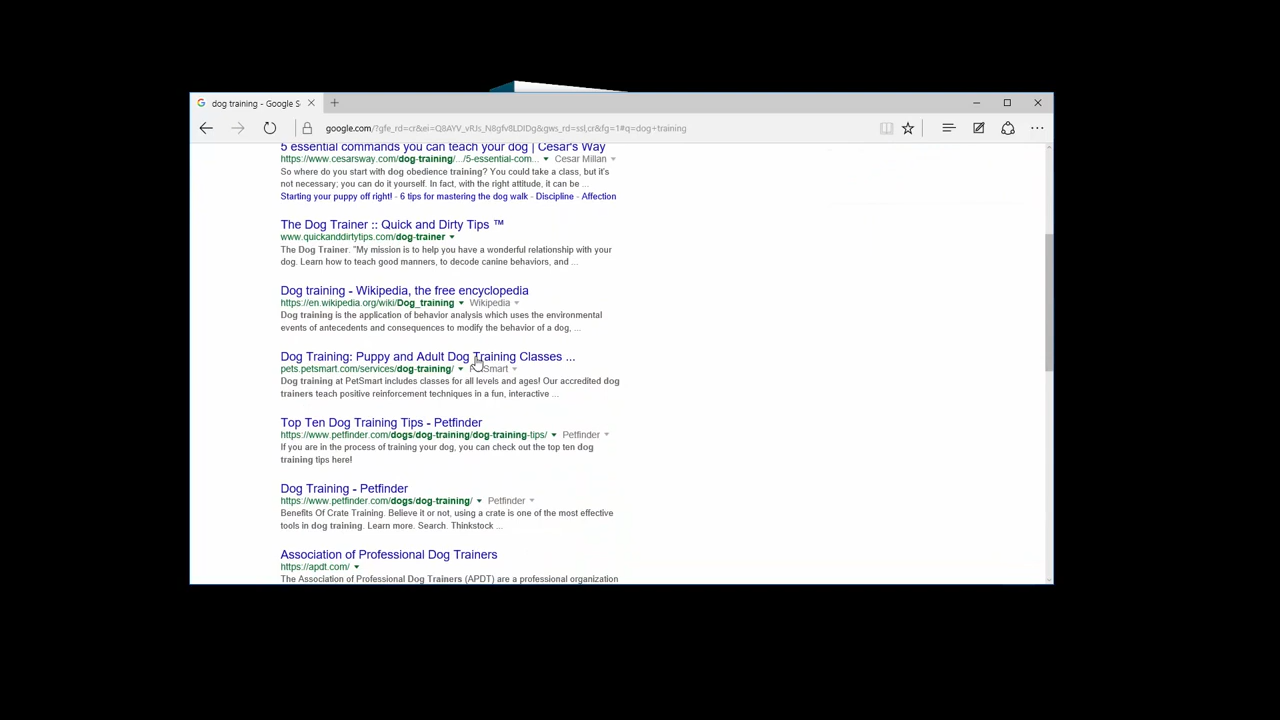 dog training - Google S
google.com/?gfe_rd=cr&ei=Q8AYV_vRJs_N8gfv8LDIDg&gws_rd=ssl,cr&fg=1#q=dog+training
5 essential commands you can teach your dog | Cesar's Way
https://www.cesarsway.com/dog-training/.../5-essential-com... Cesar Millan
So where do you start with dog obedience training? You could take a class, but it's
not necessary; you can do it yourself. In fact, with the right attitude, it can be ...
Starting your puppy off right! - 6 tips for mastering the dog walk - Discipline - Affection
The Dog Trainer :: Quick and Dirty Tips ™
www.quickanddirtytips.com/dog-trainer
The Dog Trainer. "My mission is to help you have a wonderful relationship with your
dog. Learn how to teach good manners, to decode canine behaviors, and ...
Dog training - Wikipedia, the free encyclopedia
https://en.wikipedia.org/wiki/Dog_training Wikipedia
Dog training is the application of behavior analysis which uses the environmental
events of antecedents and consequences to modify the behavior of a dog, ...
Dog Training: Puppy and Adult Dog Training Classes ...
pets.petsmart.com/services/dog-training/ PetSmart
Dog training at PetSmart includes classes for all levels and ages! Our accredited dog
trainers teach positive reinforcement techniques in a fun, interactive ...
Top Ten Dog Training Tips - Petfinder
https://www.petfinder.com/dogs/dog-training/dog-training-tips/ Petfinder
If you are in the process of training your dog, you can check out the top ten dog
training tips here!
Dog Training - Petfinder
https://www.petfinder.com/dogs/dog-training/ Petfinder
Benefits Of Crate Training. Believe it or not, using a crate is one of the most effective
tools in dog training. Learn more. Search. Thinkstock ...
Association of Professional Dog Trainers
https://apdt.com/
The Association of Professional Dog Trainers (APDT) are a professional organization